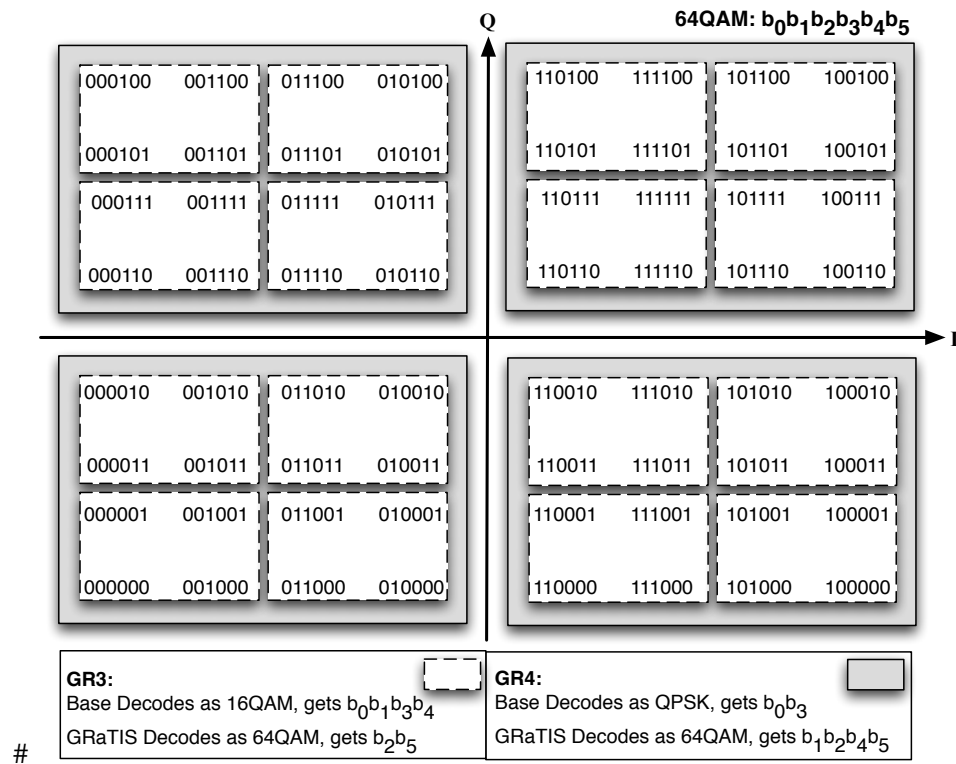 Q 64QAM: b0b1b2b3b4b5
000100 001100 011100 010100 110100 111100 101100 100100
000101 001101 011101 010101 110101 111101 101101 100101
000111 001111 011111 010111 110111 111111 101111 100111
000110 001110 011110 010110 110110 111110 101110 100110
I
000010 001010 011010 010010 110010 111010 101010 100010
000011 001011 011011 010011 110011 111011 101011 100011
000001 001001 011001 010001 110001 111001 101001 100001
000000 001000 011000 010000 110000 111000 101000 100000
GR3:
Base Decodes as 16QAM, gets b0b1b3b4
GRaTIS Decodes as 64QAM, gets b2b5
GR4:
Base Decodes as QPSK, gets b0b3
GRaTIS Decodes as 64QAM, gets b1b2b4b5
#